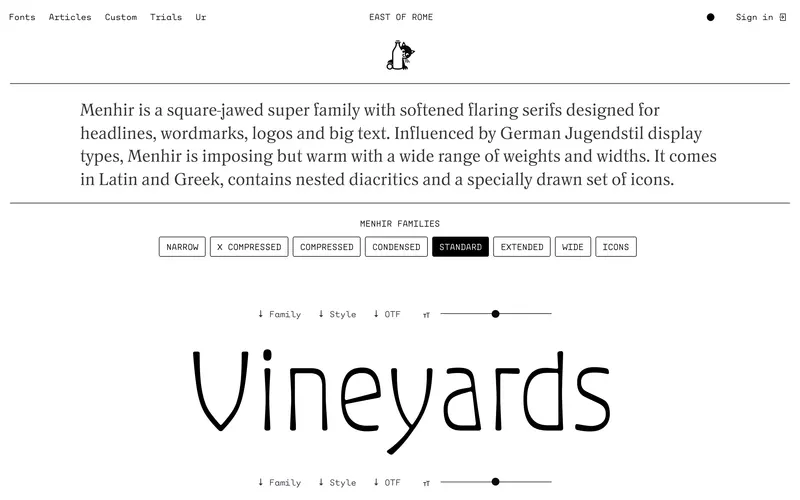 Fonts Articles Custom Trials Ur EAST OF ROME Sign in
Menhir is a square-jawed super family with softened flaring serifs designed for
headlines, wordmarks, logos and big text. Influenced by German Jugendstil display
types, Menhir is imposing but warm with a wide range of weights and widths. It comes
in Latin and Greek, contains nested diacritics and a specially drawn set of icons.
MENHIR FAMILIES
NARROW X COMPRESSED COMPRESSED CONDENSED STANDARD EXTENDED WIDE ICONS
↓ Family ↓ Style ↓ OTF TT
Vineyards
↓ Family ↓ Style ↓ OTF TT